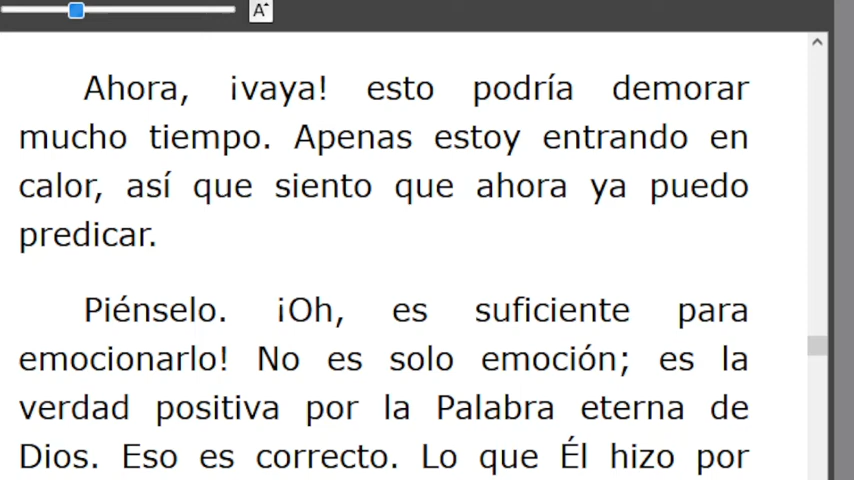 A
Ahora, ¡vaya! esto podría demorar
mucho tiempo. Apenas estoy entrando en
calor, así que siento que ahora ya puedo
predicar.
Piénselo. ¡Oh, es suficiente para
emocionarlo! No es solo emoción; es la
verdad positiva por la Palabra eterna de
Dios. Eso es correcto. Lo que Él hizo por